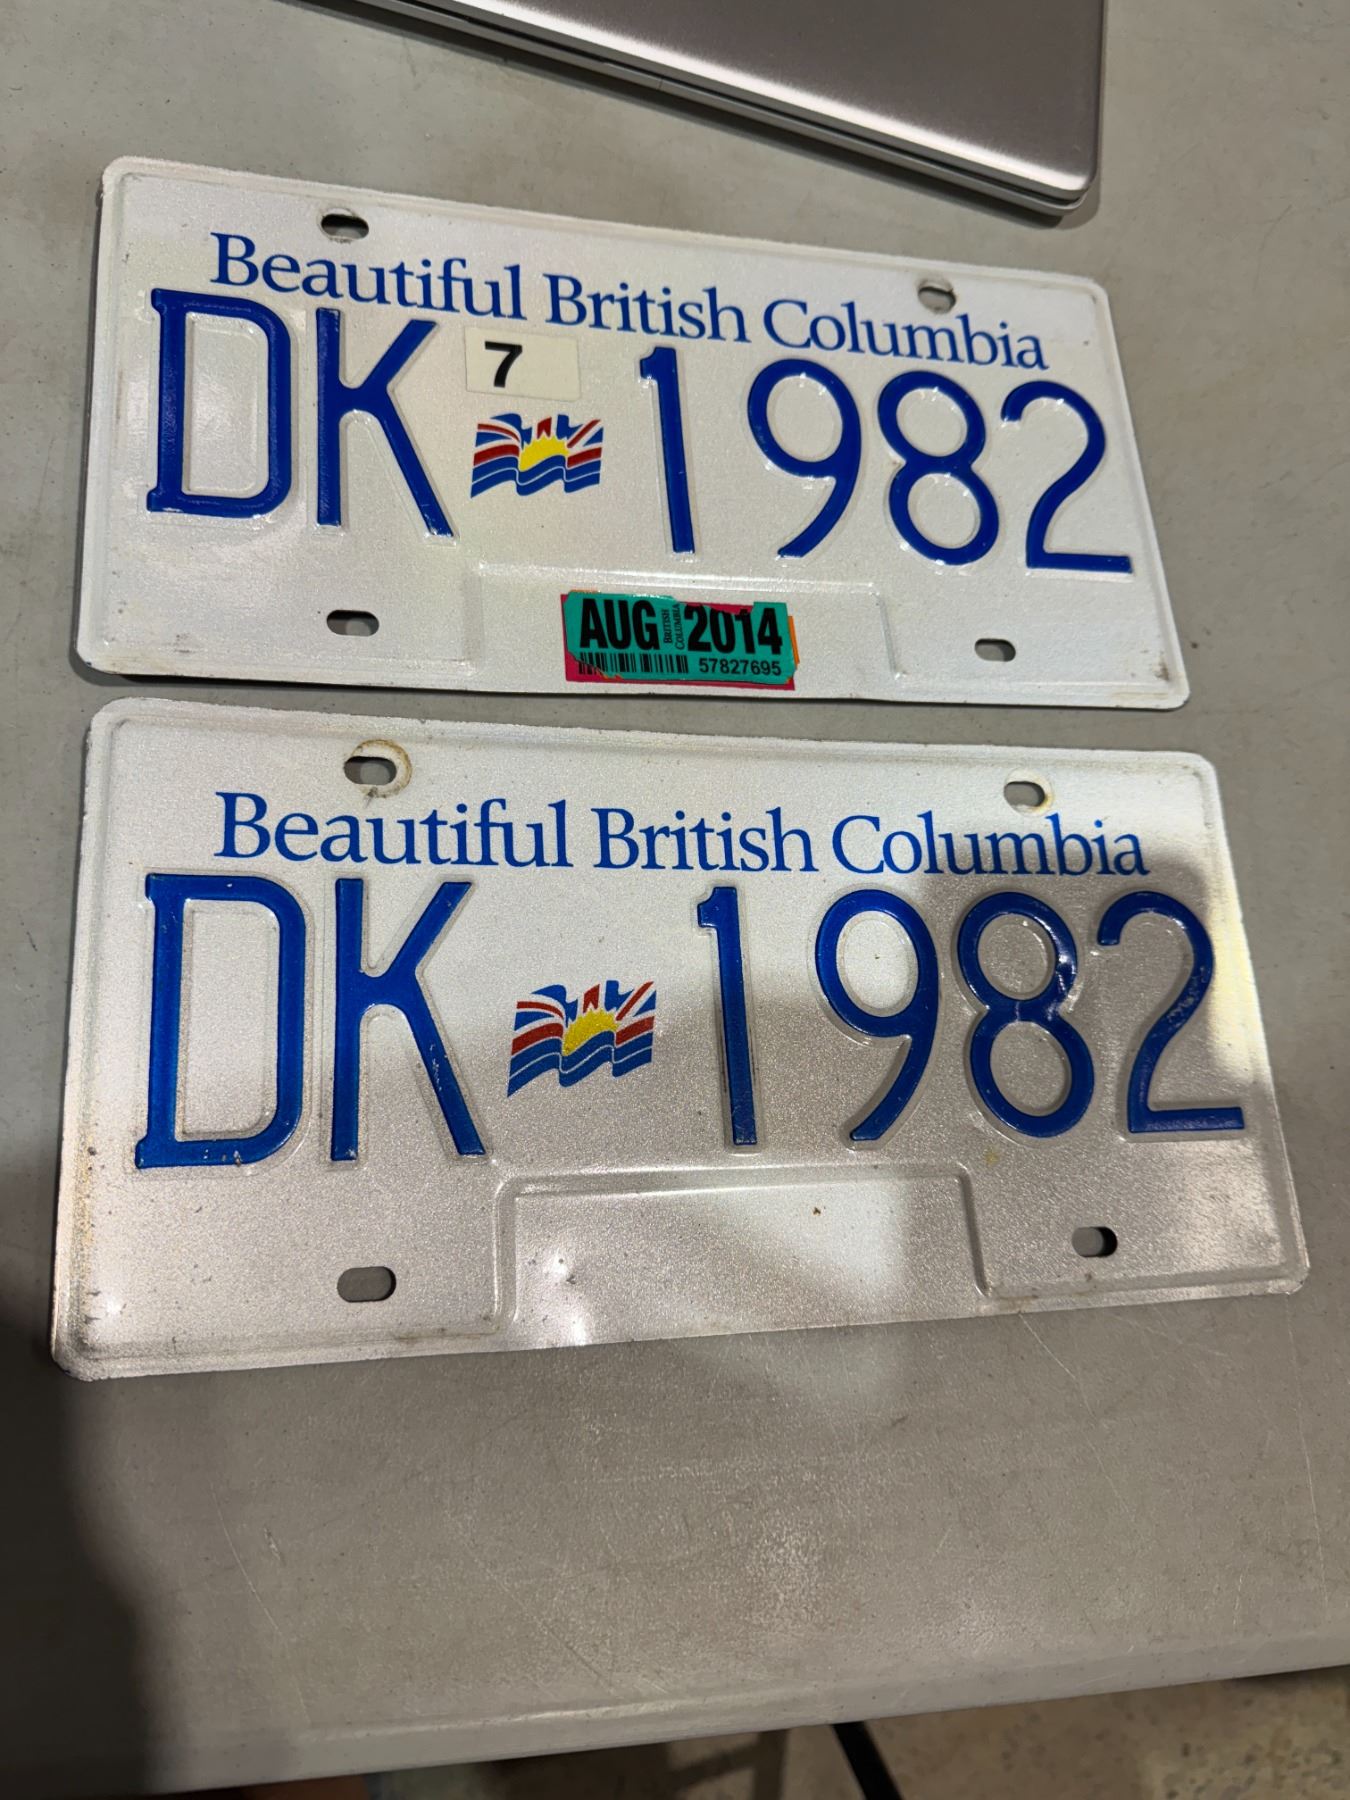 Beautiful British Columbia
DK 7 1982
AUG BRITISH COLUMBIA 2014
57827695
Beautiful British Columbia
DK 1982